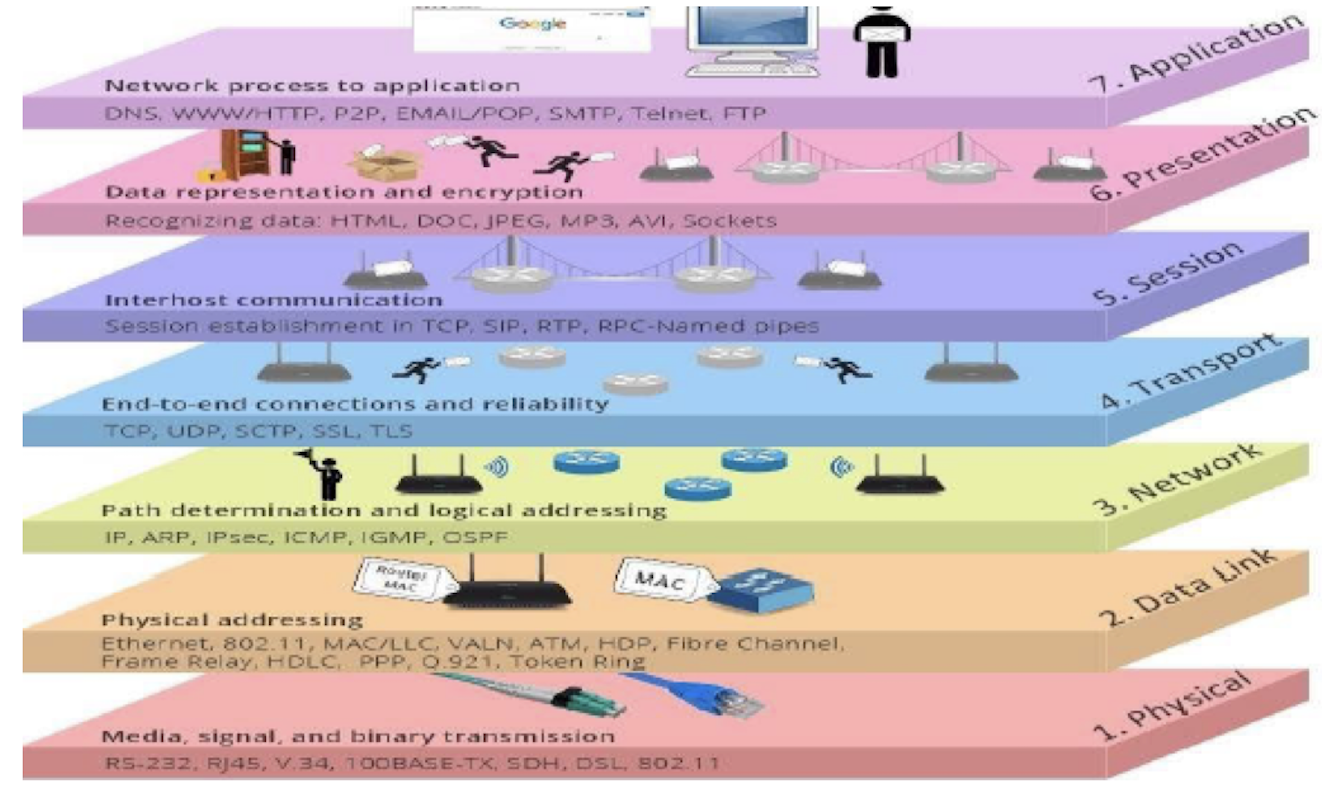 Google
7. Application
Network process to application
DNS, WWW/HTTP, P2P, EMAIL/POP, SMTP, Telnet, FTP
6. Presentation
Data representation and encryption
Recognizing data: HTML, DOC, JPEG, MP3, AVI, Sockets
5. Session
Interhost communication
Session establishment in TCP, SIP, RTP, RPC-Named pipes
4. Transport
End-to-end connections and reliability
TCP, UDP, SCTP, SSL, TLS
3. Network
Path determination and logical addressing
IP, ARP, IPsec, ICMP, IGMP, OSPF
Router
MAC
MAC
2. Data Link
Physical addressing
Ethernet, 802.11, MAC/LLC, VALN, ATM, HDP, Fibre Channel,
Frame Relay, HDLC, PPP, Q.921, Token Ring
1. Physical
Media, signal, and binary transmission
RS-232, RJ45, V.34, 100BASE-TX, SDH, DSL, 802.11